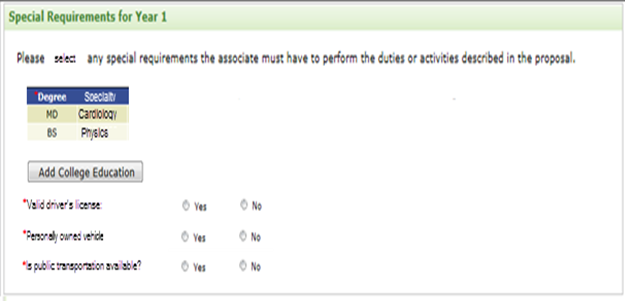 Special Requirements for Year 1
Please select any special requirements the associate must have to perform the duties or activities described in the proposal.
*Degree Specialty
MD Cardiology
BS Physics
Add College Education
*Valid driver's license: Yes No
*Personally owned vehicle Yes No
*Is public transportation available? Yes No